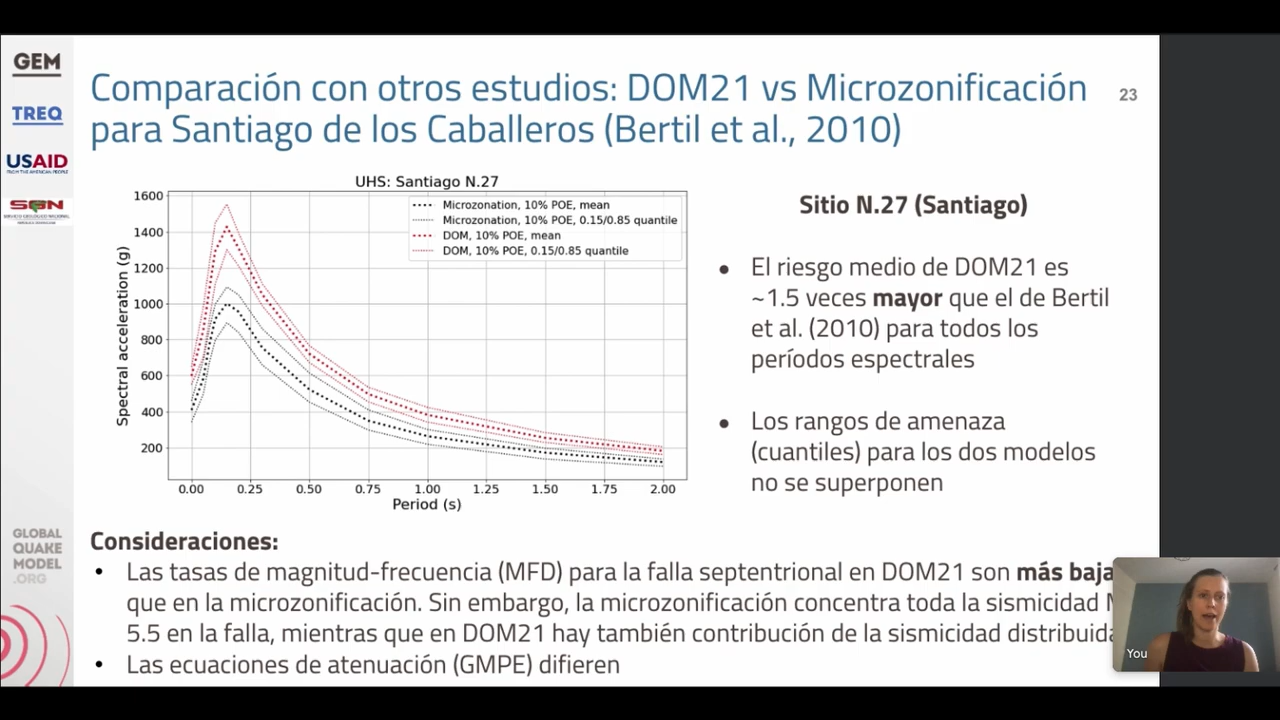 GEM
TREQ
USAID
FROM THE AMERICAN PEOPLE
SGN
SERVICIO GEOLÓGICO NACIONAL
Comparación con otros estudios: DOM21 vs Microzonificación
para Santiago de los Caballeros (Bertil et al., 2010)
23
UHS: Santiago N.27
Spectral acceleration (g)
1600
1400
1200
1000
800
600
400
200
Microzonation, 10% POE, mean
Microzonation, 10% POE, 0.15/0.85 quantile
DOM, 10% POE, mean
DOM, 10% POE, 0.15/0.85 quantile
0.00 0.25 0.50 0.75 1.00 1.25 1.50 1.75 2.00
Period (s)
Sitio N.27 (Santiago)
• El riesgo medio de DOM21 es
~1.5 veces mayor que el de Bertil
et al. (2010) para todos los
períodos espectrales
• Los rangos de amenaza
(cuantiles) para los dos modelos
no se superponen
Consideraciones:
• Las tasas de magnitud-frecuencia (MFD) para la falla septentrional en DOM21 son más baja
que en la microzonificación. Sin embargo, la microzonificación concentra toda la sismicidad
5.5 en la falla, mientras que en DOM21 hay también contribución de la sismicidad distribuida
• Las ecuaciones de atenuación (GMPE) difieren
GLOBAL
QUAKE
MODEL
.ORG
You